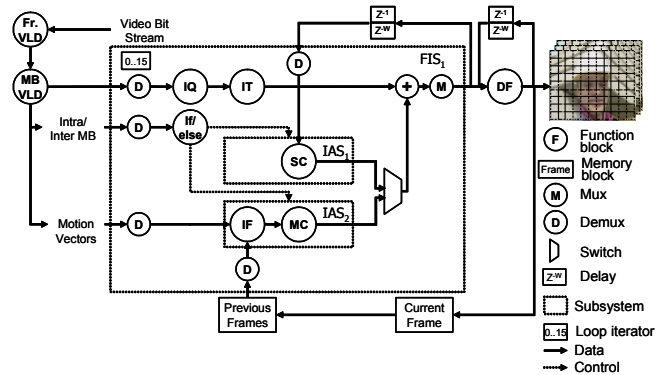 Fr.
VLD
Video Bit
Stream
Z-1
Z-W
Z-1
Z-W
0..15
D
FIS1
MB
VLD
D
IQ
IT
+
M
DF
Intra/
Inter MB
D
If/
else
SC
IAS1
F
Function
block
Frame
Memory
block
M
Mux
IAS2
Motion
Vectors
D
IF
MC
D
Demux
Switch
D
Z-W
Delay
Previous
Frames
Current
Frame
Subsystem
0..15
Loop iterator
Data
Control